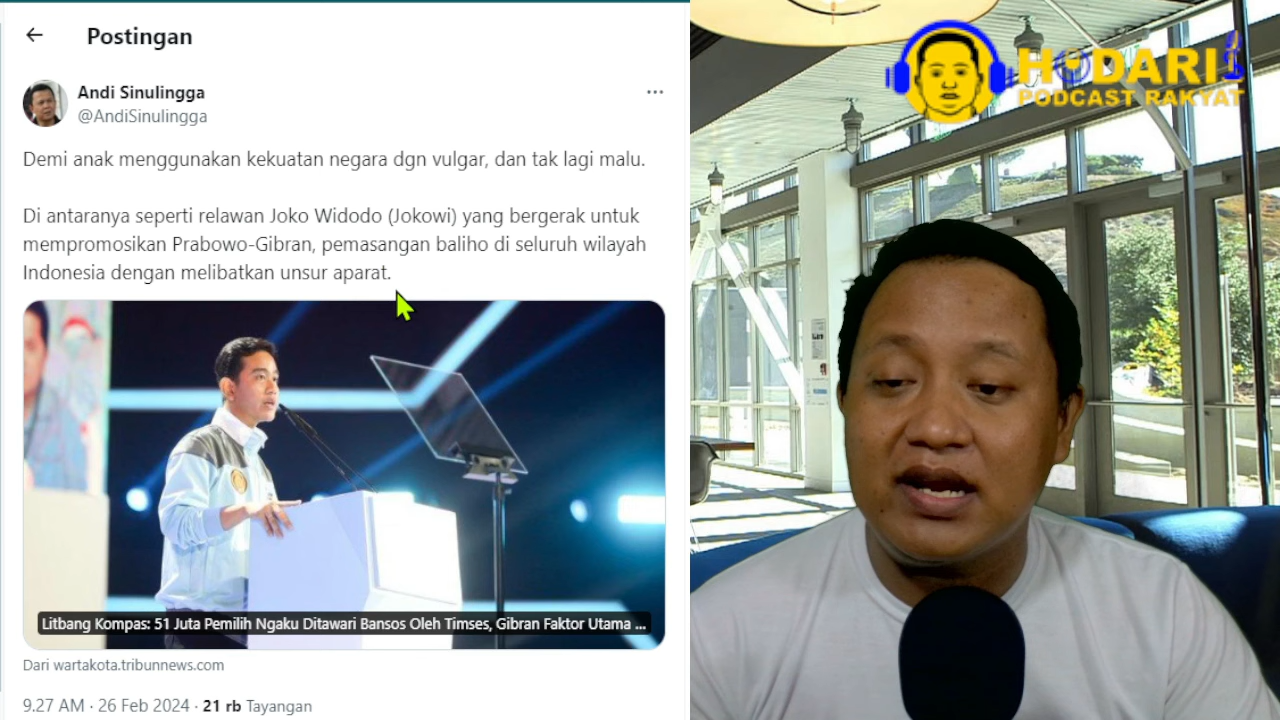 Postingan
Andi Sinulingga
@AndiSinulingga
Demi anak menggunakan kekuatan negara dgn vulgar, dan tak lagi malu.
Di antaranya seperti relawan Joko Widodo (Jokowi) yang bergerak untuk
mempromosikan Prabowo-Gibran, pemasangan baliho di seluruh wilayah
Indonesia dengan melibatkan unsur aparat.
Litbang Kompas: 51 Juta Pemilih Ngaku Ditawari Bansos Oleh Timses, Gibran Faktor Utama ...
Dari wartakota.tribunnews.com
9.27 AM · 26 Feb 2024 · 21 rb Tayangan
HODARI
PODCAST RAKYAT